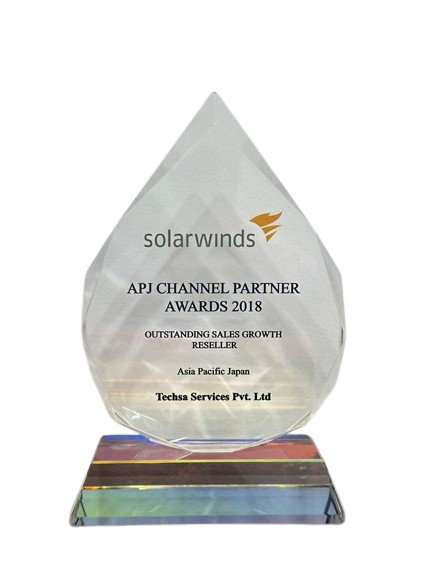 solarwinds
APJ CHANNEL PARTNER
AWARDS 2018
OUTSTANDING SALES GROWTH
RESELLER
Asia Pacific Japan
Techsa Services Pvt. Ltd